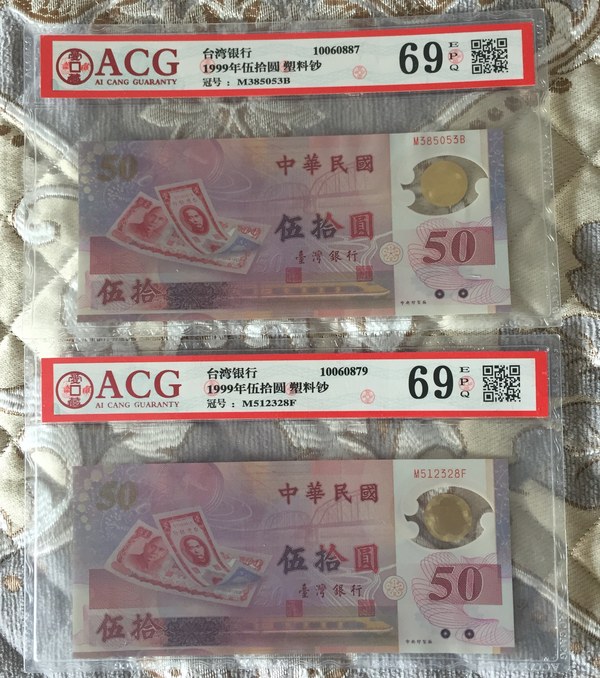 ACG
AI CANG GUARANTY
台湾银行 10060887
1999年伍拾圆 塑料钞
冠号：M385053B
69 EPQ
50
中華民國
M385053B
伍拾圓
臺灣銀行
50
伍拾
ACG
AI CANG GUARANTY
台湾银行 10060879
1999年伍拾圆 塑料钞
冠号：M512328F
69 EPQ
50
中華民國
M512328F
伍拾圓
臺灣銀行
50
伍拾